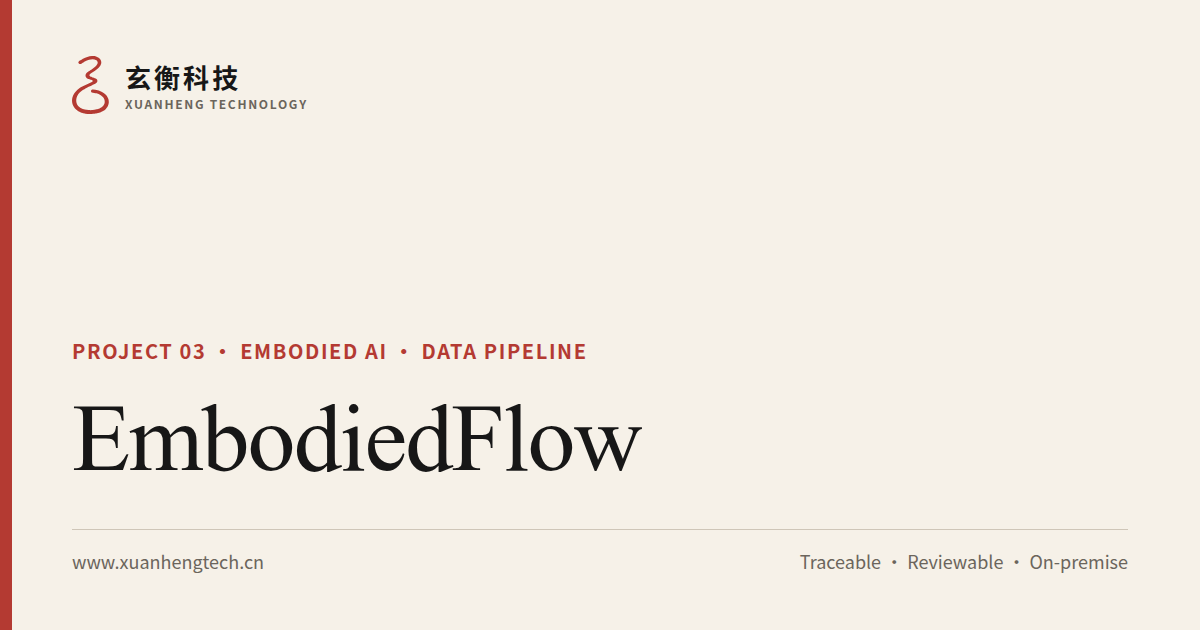 玄衡科技
XUANHENG TECHNOLOGY
PROJECT 03 • EMBODIED AI • DATA PIPELINE
EmbodiedFlow
www.xuanhengtech.cn
Traceable • Reviewable • On-premise